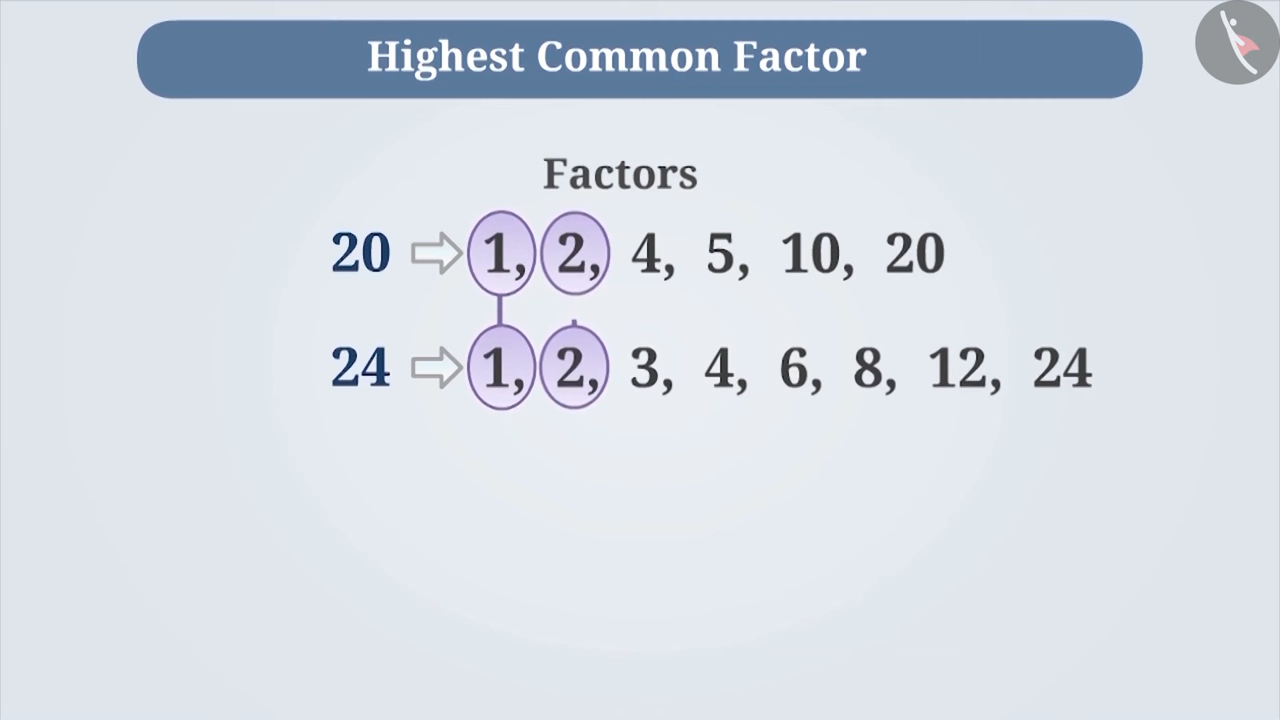 Highest Common Factor
Factors
20 ⇨ 1, 2, 4, 5, 10, 20
24 ⇨ 1, 2, 3, 4, 6, 8, 12, 24